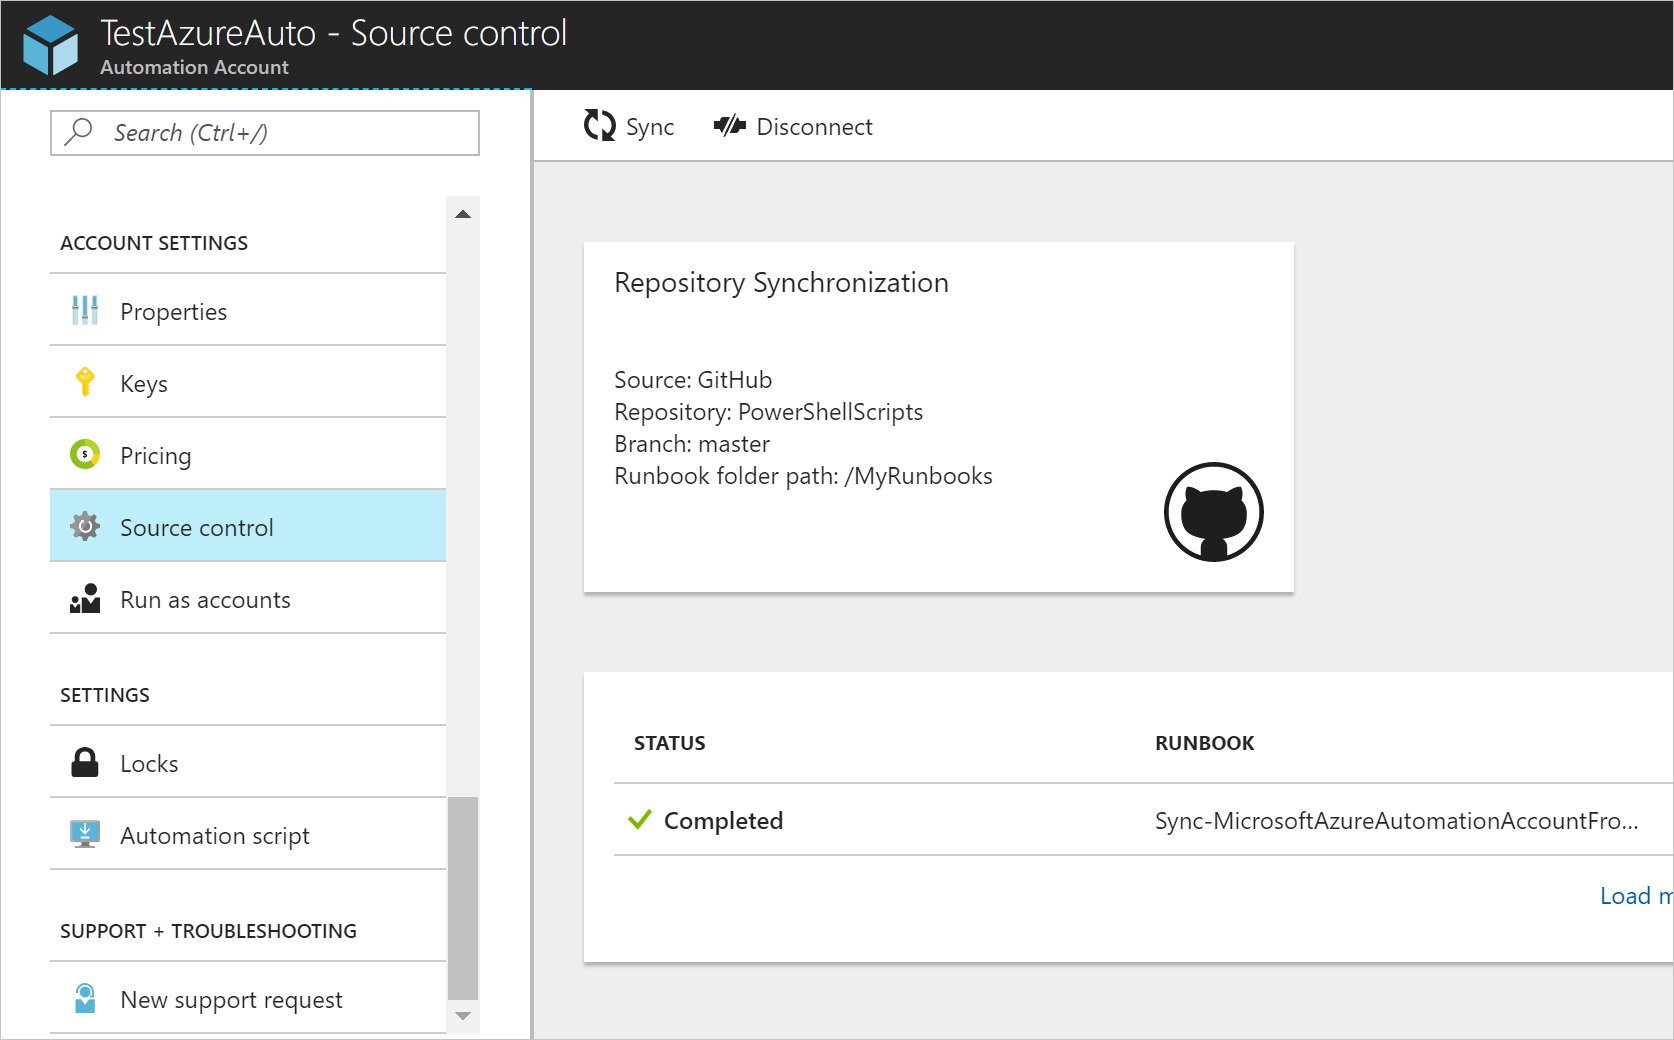 TestAzureAuto - Source control
Automation Account
Search (Ctrl+/)
Sync
Disconnect
ACCOUNT SETTINGS
Properties
Keys
Pricing
Source control
Run as accounts
SETTINGS
Locks
Automation script
SUPPORT + TROUBLESHOOTING
New support request
Repository Synchronization
Source: GitHub
Repository: PowerShellScripts
Branch: master
Runbook folder path: /MyRunbooks
STATUS
RUNBOOK
Completed
Sync-MicrosoftAzureAutomationAccountFro...
Load